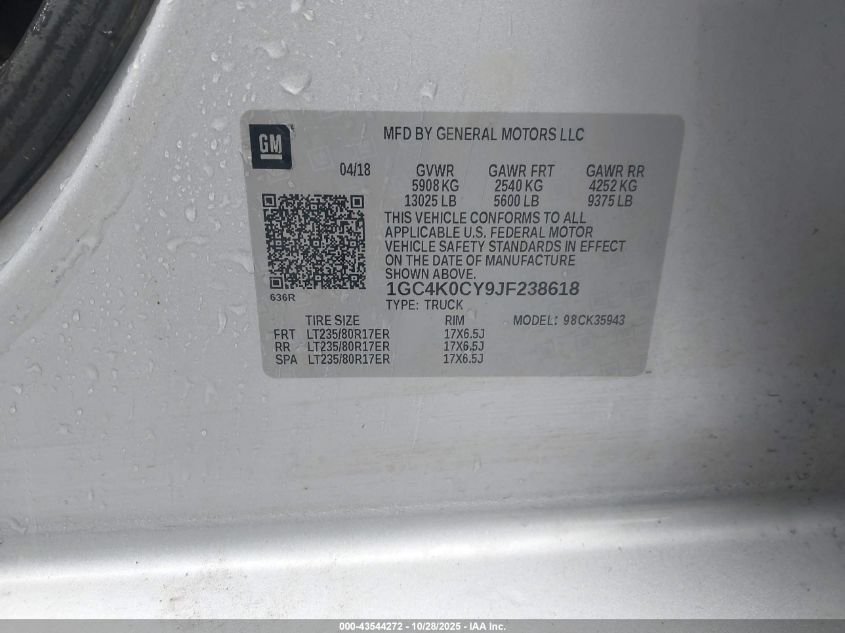 GM
MFD BY GENERAL MOTORS LLC
04/18 GVWR GAWR FRT GAWR RR
5908 KG 2540 KG 4252 KG
13025 LB 5600 LB 9375 LB
THIS VEHICLE CONFORMS TO ALL
APPLICABLE U.S. FEDERAL MOTOR
VEHICLE SAFETY STANDARDS IN EFFECT
ON THE DATE OF MANUFACTURE
SHOWN ABOVE.
636R
1GC4K0CY9JF238618
TYPE: TRUCK
TIRE SIZE RIM MODEL: 98CK35943
FRT LT235/80R17ER 17X6.5J
RR LT235/80R17ER 17X6.5J
SPA LT235/80R17ER 17X6.5J
000-43544272 - 10/28/2025 - IAA Inc.